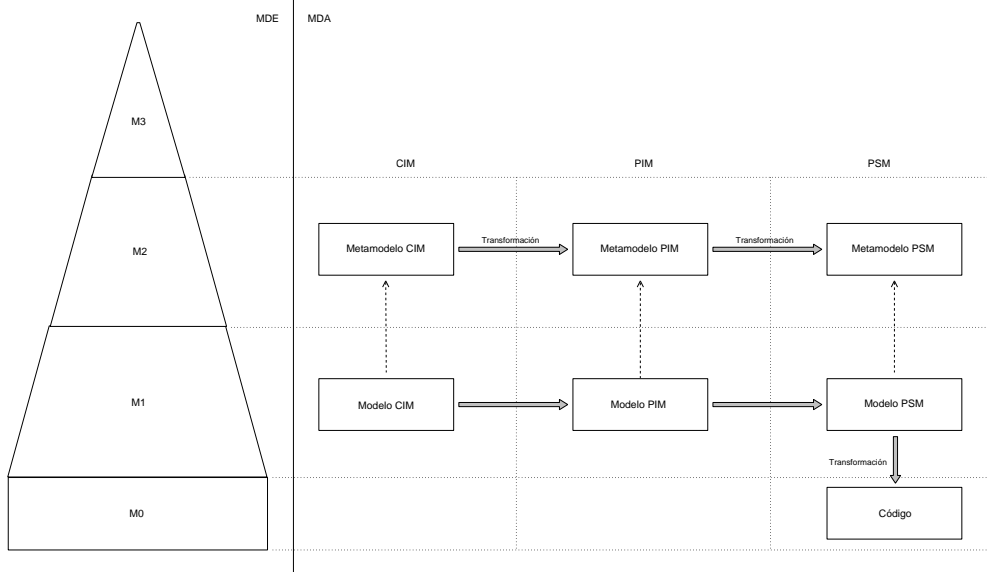 MDE
MDA
M3
CIM
PIM
PSM
M2
Metamodelo CIM
Transformación
Metamodelo PIM
Transformación
Metamodelo PSM
M1
Modelo CIM
Modelo PIM
Modelo PSM
Transformación
M0
Código